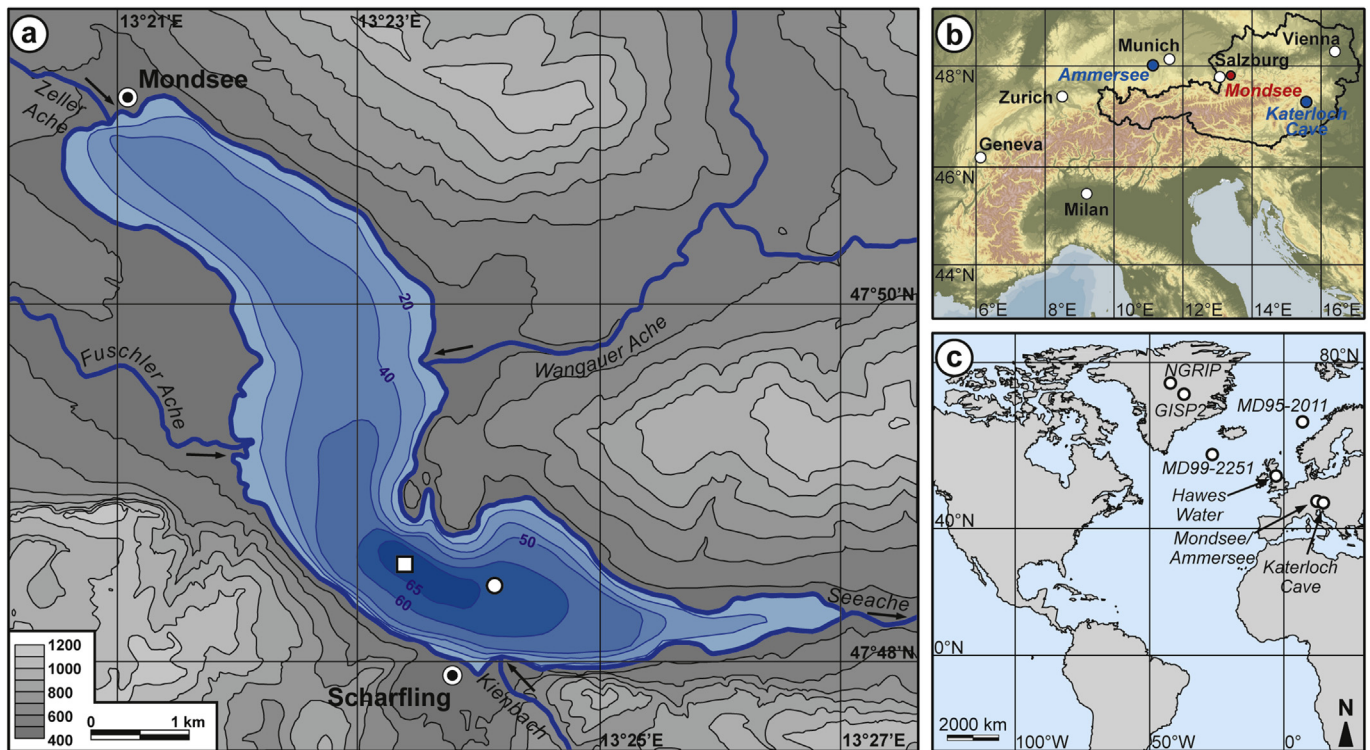 a
13°21'E
13°23'E
Mondsee
Zeller
Ache
20
47°50'N
40
Wangauer Ache
Fuschler Ache
50
65
60
Seeache
47°48'N
Scharfling
Kienbach
1200
1000
800
600
400
0 1 km
13°25'E
13°27'E
b
Munich
Vienna
Salzburg
48°N
Ammersee
Mondsee
Zurich
Katerloch
Cave
Geneva
46°N
Milan
44°N
6°E 8°E 10°E 12°E 14°E 16°E
c
80°N
NGRIP
GISP2
MD95-2011
MD99-2251
Hawes
Water
40°N
Mondsee/
Ammersee
Katerloch
Cave
0°N
N
2000 km
100°W 50°W 0°